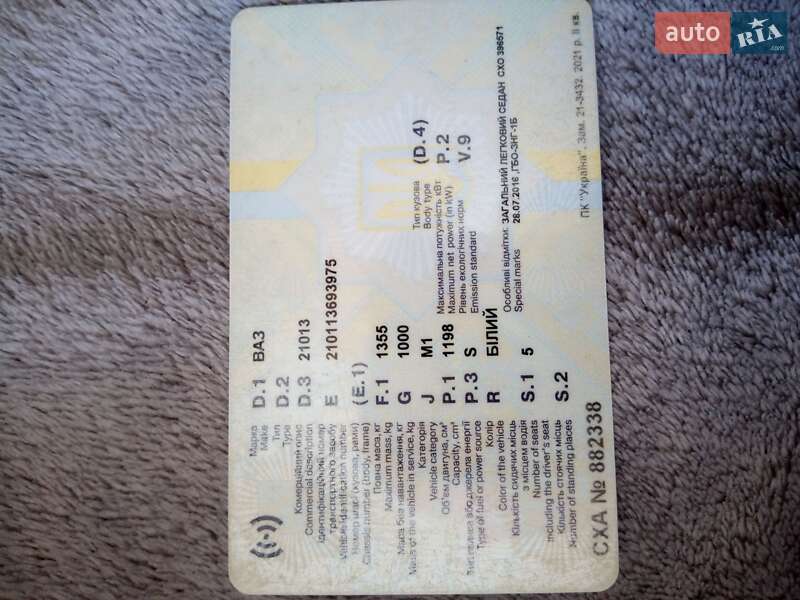 Марка D.1 ВАЗ
Make
Тип D.2
Type
Комерційний опис D.3 21013
Commercial description
Ідентифікаційний номер E 210113693975
транспортного засобу
Vehicle identification number
Номер шасі (кузова, рами) (E.1)
Chassis number (body, frame)
Повна маса, кг F.1 1355
Maximum mass, kg
Маса без навантаження, кг G 1000
Mass of the vehicle in service, kg
Категорія J M1
Vehicle category
Тип кузова (D.4)
Body type
Об'єм двигуна, см³ P.1 1198
Capacity, cm³
Максимальна потужність кВт P.2
Maximum net power (in kW)
Тип пального або джерела енергії P.3 S
Type of fuel or power source
Рівень екологічних норм V.9
Emission standard
Колір R БІЛИЙ
Color of the vehicle
Кількість сидячих місць S.1 5
з місцем водія
Number of seats
including the driver's seat
Особливі відмітки: ЗАГАЛЬНИЙ ЛЕГКОВИЙ СЕДАН СХО 396571
Special marks 28.07.2016 ,ГБО-ЗНГ-1Б
Кількість стоячих місць S.2
Number of standing places
СХА № 882338
ПК "Україна". Зам. 21-3432. 2021 р. ІІ кв.
auto RIA
.com